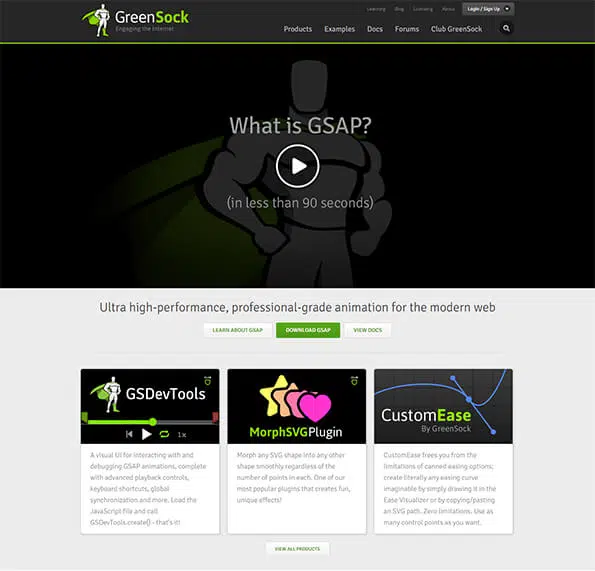 GreenSock
Engaging the Internet
Learning Blog Licensing About Login / Sign Up
Products Examples Docs Forums Club GreenSock
What is GSAP?
(in less than 90 seconds)
Ultra high-performance, professional-grade animation for the modern web
LEARN ABOUT GSAP DOWNLOAD GSAP VIEW DOCS
GSDevTools
1x
A visual UI for interacting with and
debugging GSAP animations, complete
with advanced playback controls,
keyboard shortcuts, global
synchronization and more. Load the
JavaScript file and call
GSDevTools.create() - that's it!
MorphSVGPlugin
Morph any SVG shape into any other
shape smoothly regardless of the
number of points in each. One of our
most popular plugins that creates fun,
unique effects!
CustomEase
By GreenSock
CustomEase frees you from the
limitations of canned easing options;
create literally any easing curve
imaginable by simply drawing it in the
Ease Visualizer or by copying/pasting
an SVG path. Zero limitations. Use as
many control points as you want.
VIEW ALL PRODUCTS